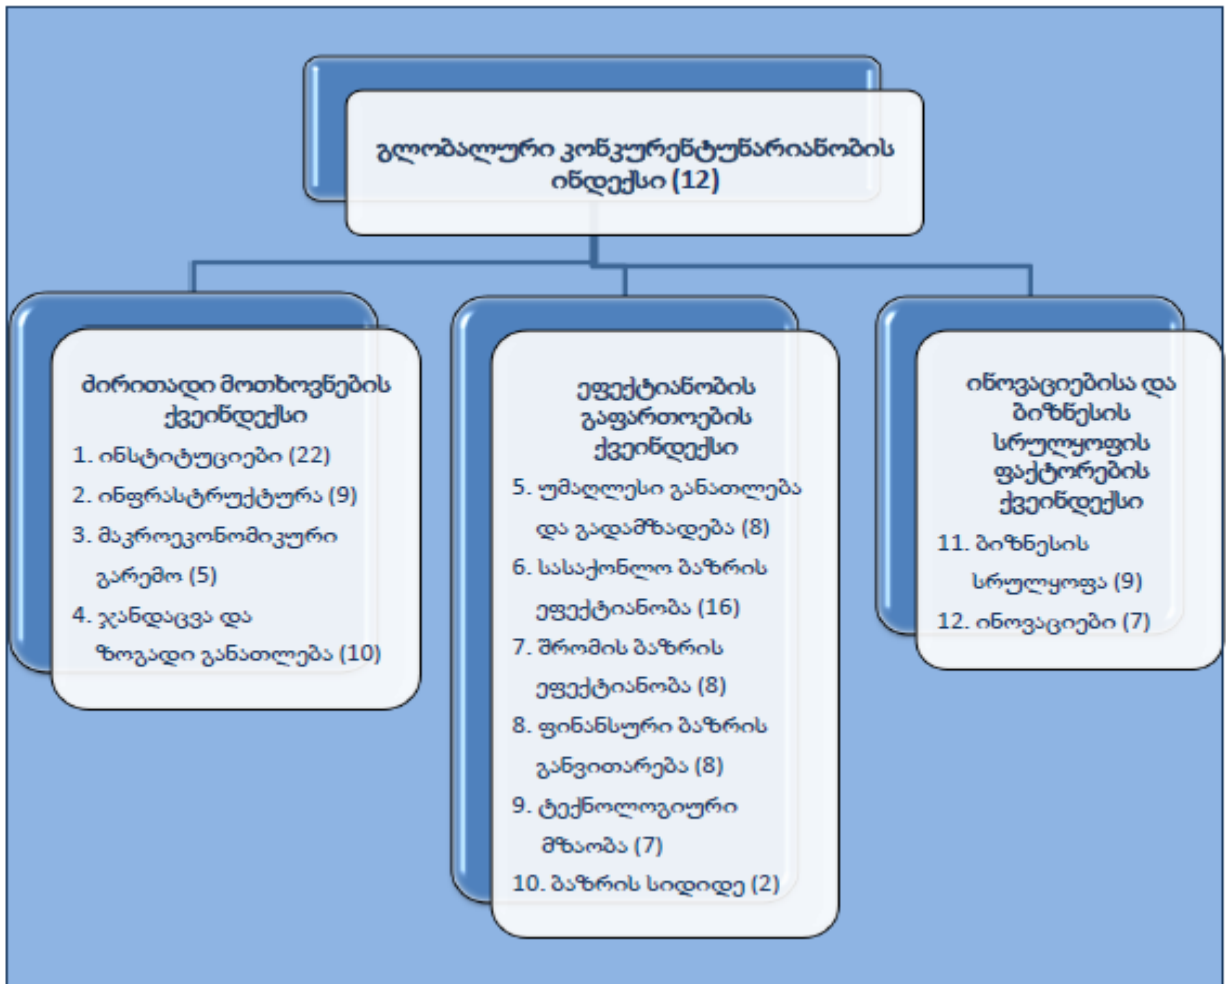 გლობალური კონკურენტუნარიანობის
ინდექსი (12)
ძირითადი მოთხოვნების
ქვეინდექსი
1. ინსტიტუციები (22)
2. ინფრასტრუქტურა (9)
3. მაკროეკონომიკური
გარემო (5)
4. ჯანდაცვა და
ზოგადი განათლება (10)
ეფექტიანობის
გაფართოების
ქვეინდექსი
5. უმაღლესი განათლება
და გადამზადება (8)
6. სასაქონლო ბაზრის
ეფექტიანობა (16)
7. შრომის ბაზრის
ეფექტიანობა (8)
8. ფინანსური ბაზრის
განვითარება (8)
9. ტექნოლოგიური
მზაობა (7)
10. ბაზრის სიდიდე (2)
ინოვაციებისა და
ბიზნესის
სრულყოფის
ფაქტორების
ქვეინდექსი
11. ბიზნესის
სრულყოფა (9)
12. ინოვაციები (7)